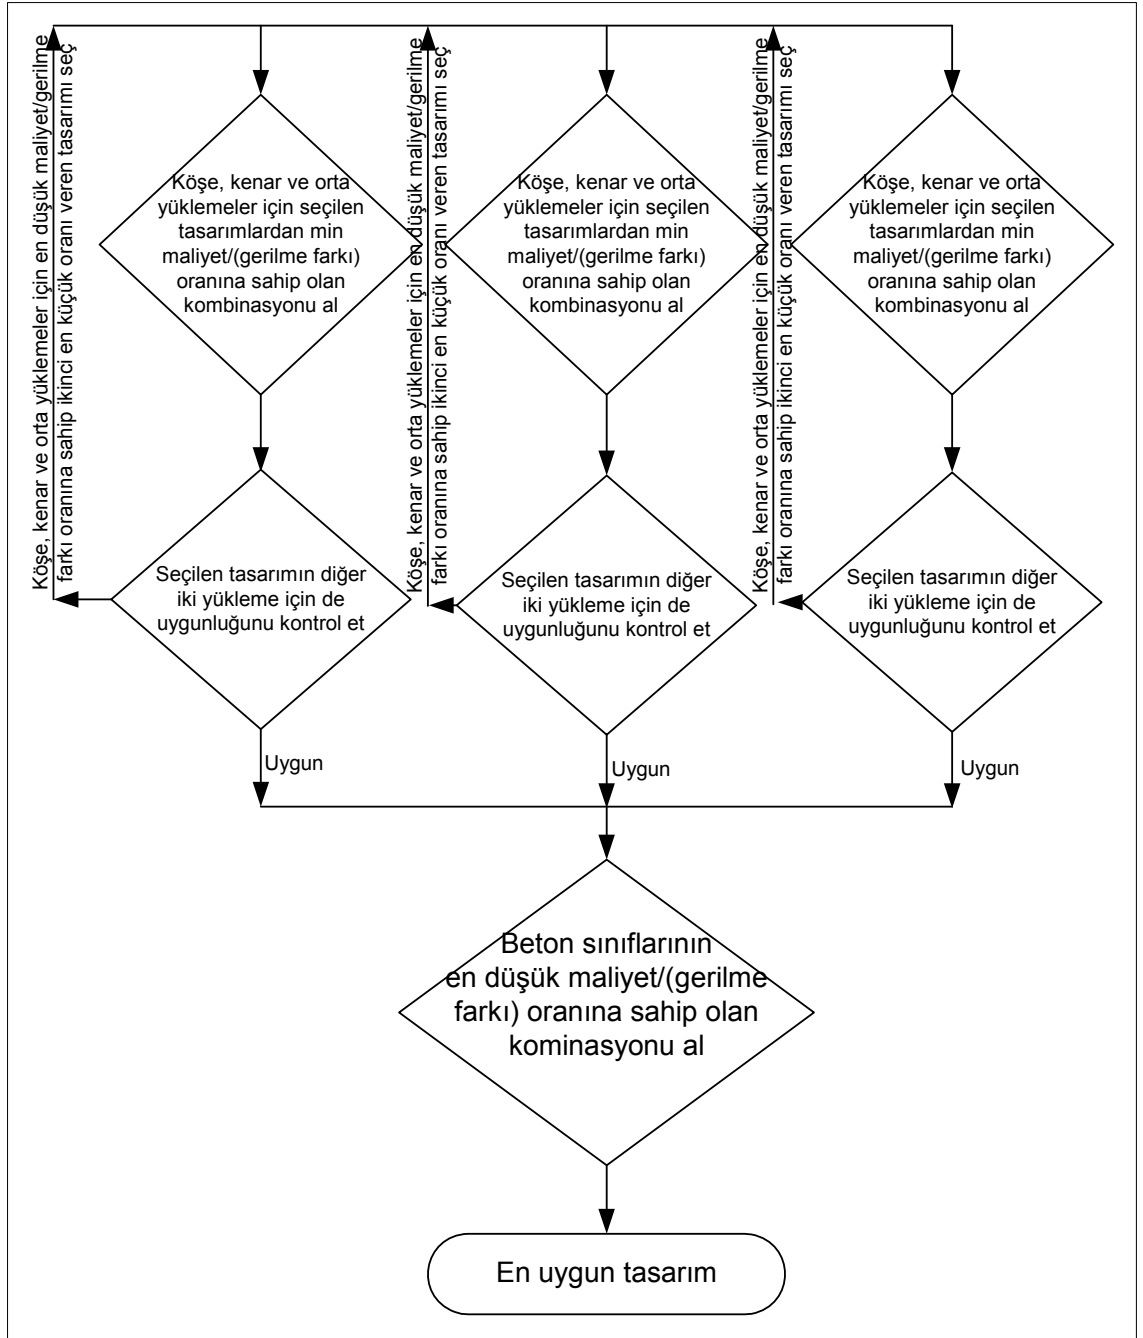 Köşe, kenar ve orta yüklemeler için en düşük maliyet/gerilme
farkı oranına sahip ikinci en küçük oranı veren tasarımı seç
Köşe, kenar ve orta
yüklemeler için seçilen
tasarımlardan min
maliyet/(gerilme farkı)
oranına sahip olan
kombinasyonu al
Köşe, kenar ve orta yüklemeler için en düşük maliyet/gerilme
farkı oranına sahip ikinci en küçük oranı veren tasarımı seç
Köşe, kenar ve orta
yüklemeler için seçilen
tasarımlardan min
maliyet/(gerilme farkı)
oranına sahip olan
kombinasyonu al
Köşe, kenar ve orta yüklemeler için en düşük maliyet/gerilme
farkı oranına sahip ikinci en küçük oranı veren tasarımı seç
Köşe, kenar ve orta
yüklemeler için seçilen
tasarımlardan min
maliyet/(gerilme farkı)
oranına sahip olan
kombinasyonu al
Seçilen tasarımın diğer
iki yükleme için de
uygunluğunu kontrol et
Seçilen tasarımın diğer
iki yükleme için de
uygunluğunu kontrol et
Seçilen tasarımın diğer
iki yükleme için de
uygunluğunu kontrol et
Uygun
Uygun
Uygun
Beton sınıflarının
en düşük maliyet/(gerilme
farkı) oranına sahip olan
kominasyonu al
En uygun tasarım